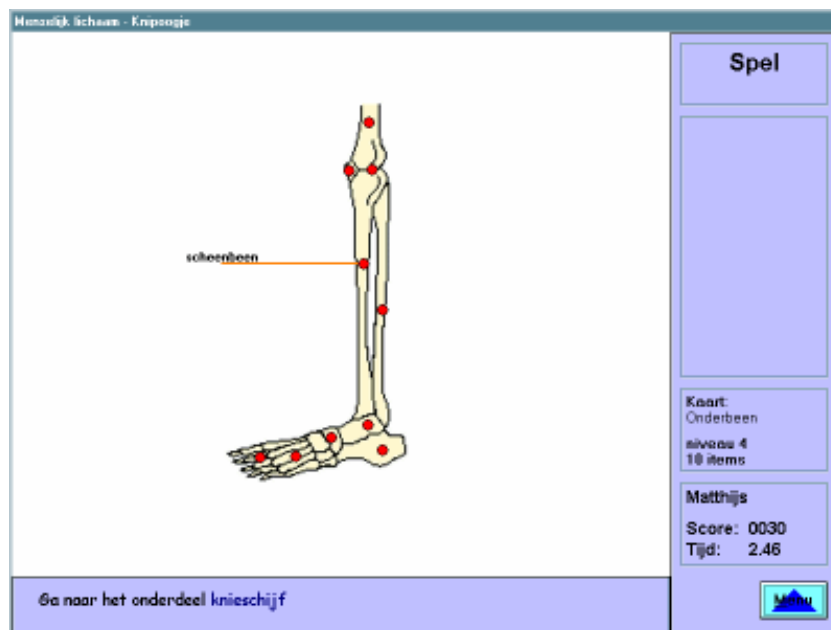 Menselijk lichaam - Knipoogje
Spel
scheenbeen
Kaart:
Onderbeen
niveau 4
10 items
Matthijs
Score: 0030
Tijd: 2.46
Ga naar het onderdeel knieschijf
Menu